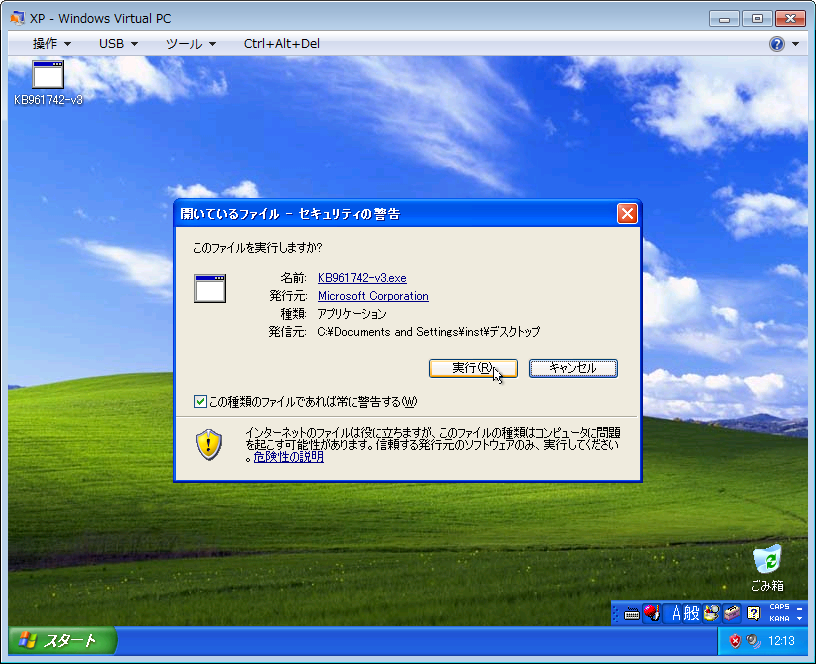 XP - Windows Virtual PC
操作 USB ツール Ctrl+Alt+Del
KB961742-v3
開いているファイル - セキュリティの警告
このファイルを実行しますか?
名前: KB961742-v3.exe
発行元: Microsoft Corporation
種類: アプリケーション
発信元: C:¥Documents and Settings¥inst¥デスクトップ
実行(R) キャンセル
この種類のファイルであれば常に警告する(W)
インターネットのファイルは役に立ちますが、このファイルの種類はコンピュータに問題
を起こす可能性があります。信頼する発行元のソフトウェアのみ、実行してください
。危険性の説明
ごみ箱
A 般 CAPS
KANA
スタート 12:13